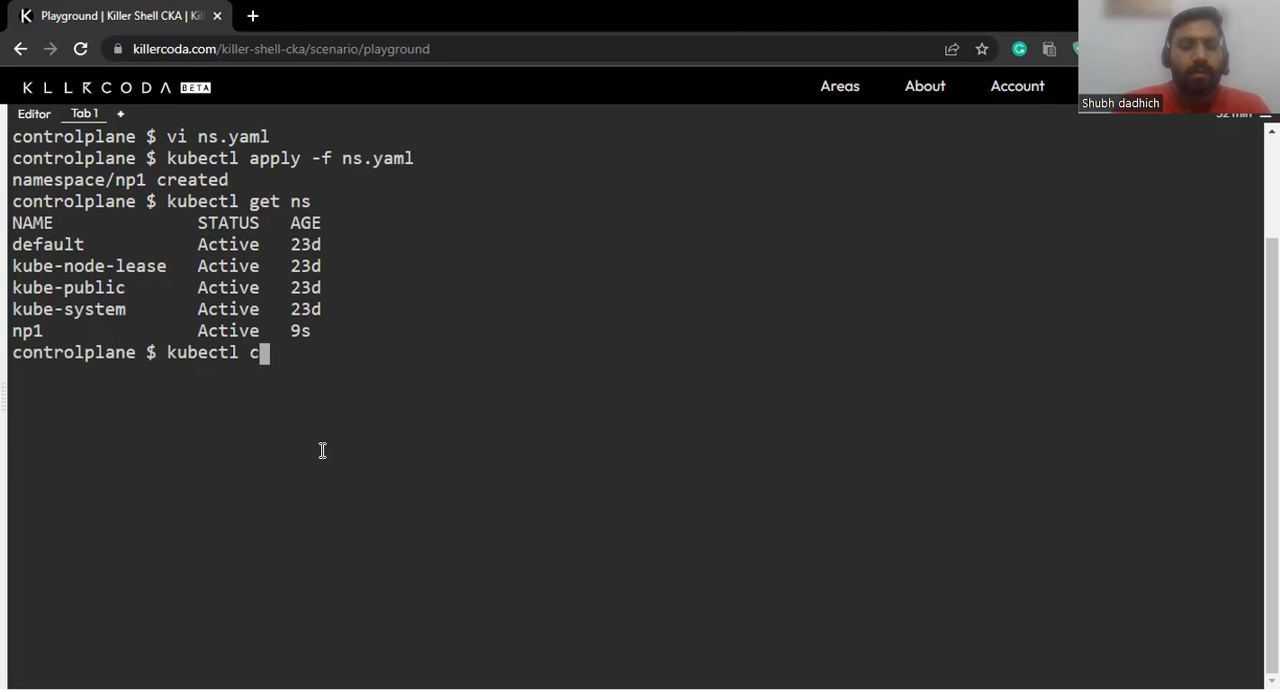 Playground | Killer Shell CKA | Kil
killercoda.com/killer-shell-cka/scenario/playground
KLLRCODA BETA
Areas About Account
Shubh dadhich
Editor Tab 1 +
52 min
controlplane $ vi ns.yaml
controlplane $ kubectl apply -f ns.yaml
namespace/np1 created
controlplane $ kubectl get ns
NAME STATUS AGE
default Active 23d
kube-node-lease Active 23d
kube-public Active 23d
kube-system Active 23d
np1 Active 9s
controlplane $ kubectl c